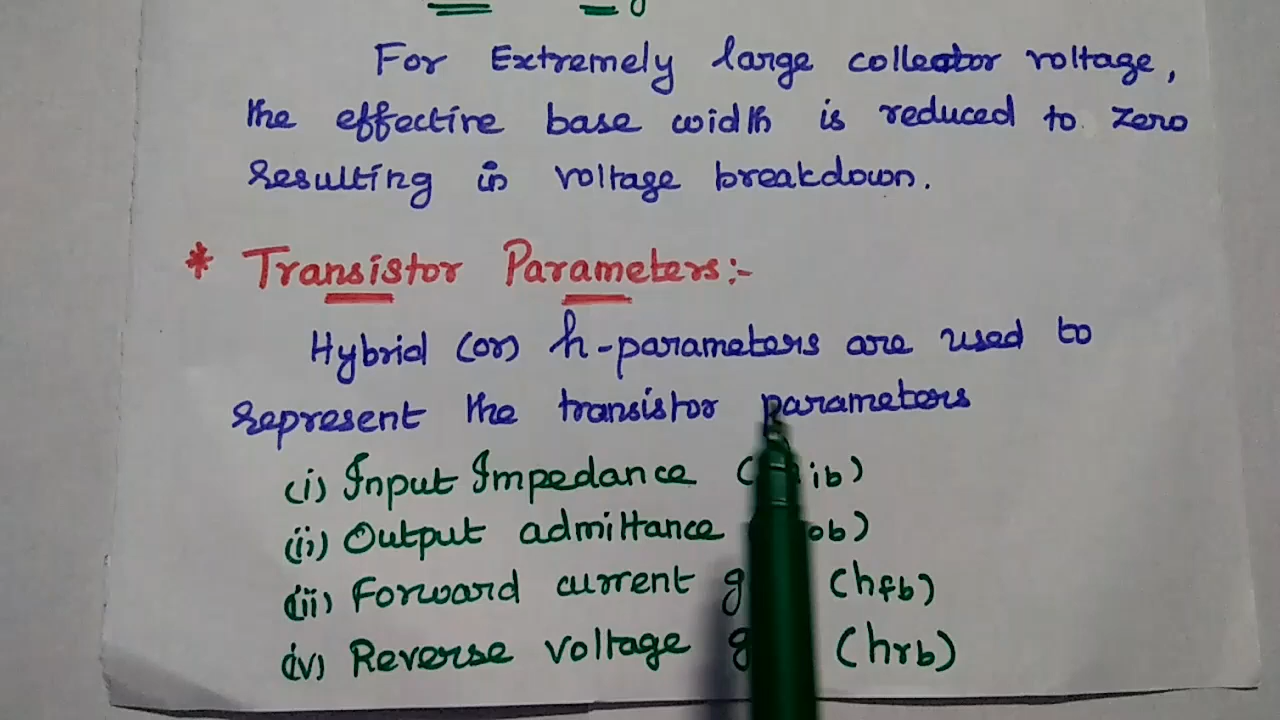 For Extremely large collector voltage,
the effective base width is reduced to zero
resulting in voltage breakdown.
* Transistor Parameters:-
Hybrid (or) h-parameters are used to
represent the transistor parameters
(i) Input Impedance (hib)
(ii) Output admittance
(iii) Forward current (hfb)
(iv) Reverse voltage (hrb)